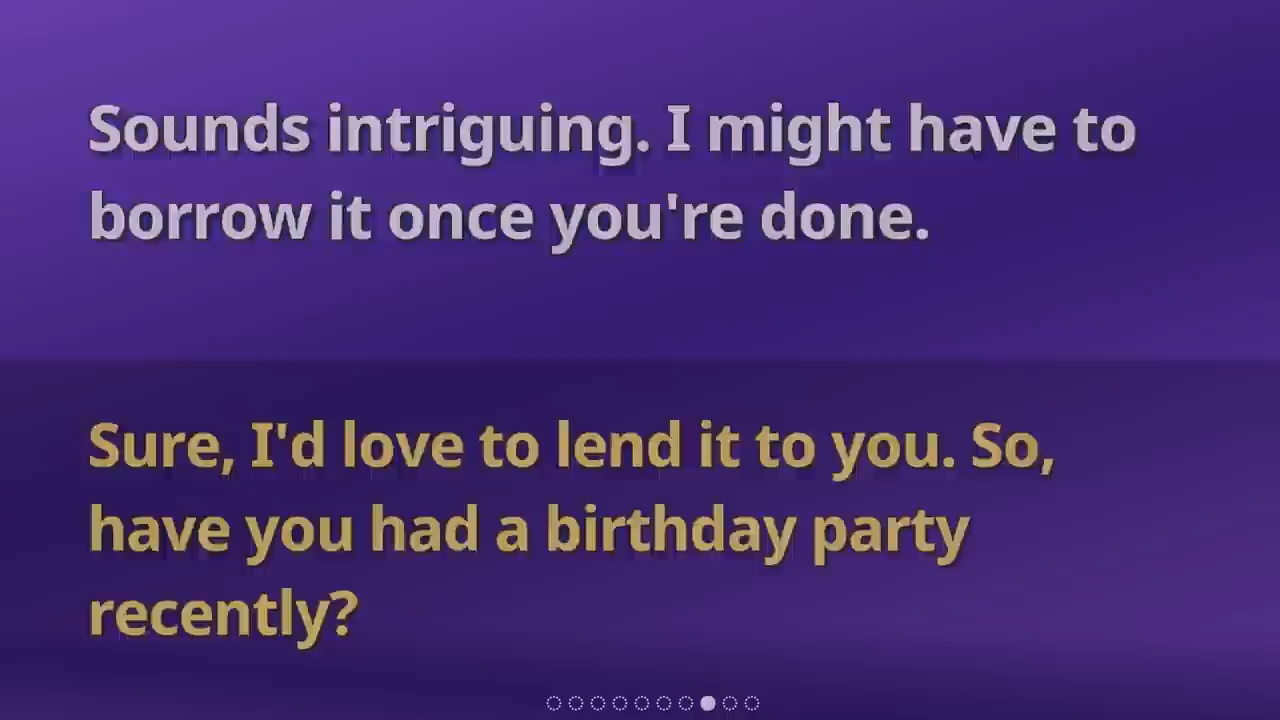 Sounds intriguing. I might have to
borrow it once you're done.
Sure, I'd love to lend it to you. So,
have you had a birthday party
recently?